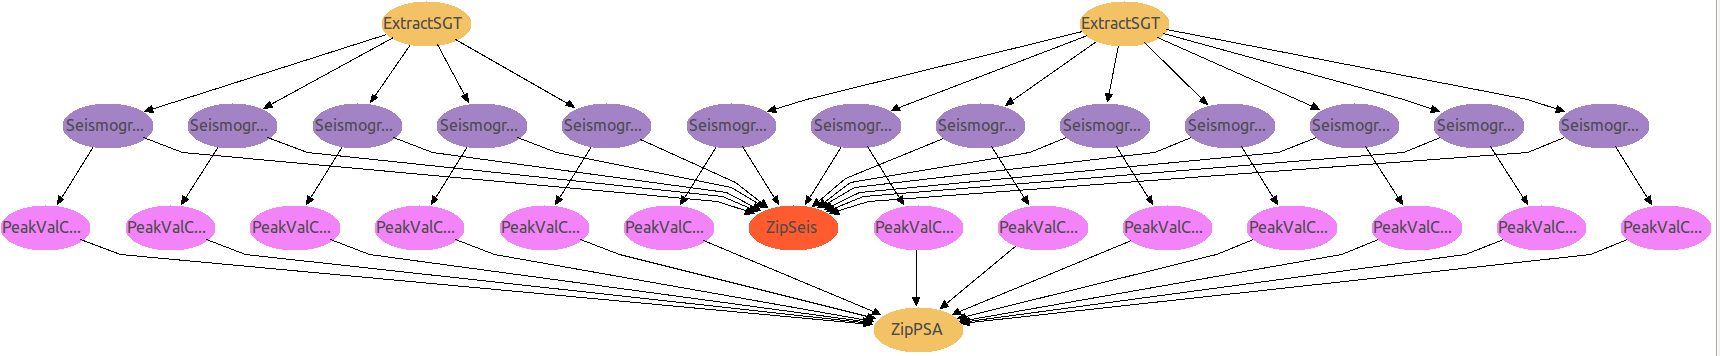 ExtractSGT ExtractSGT
Seismogr... Seismogr... Seismogr... Seismogr... Seismogr... Seismogr... Seismogr... Seismogr... Seismogr... Seismogr... Seismogr... Seismogr... Seismogr...
PeakValC... PeakValC... PeakValC... PeakValC... PeakValC... PeakValC... ZipSeis PeakValC... PeakValC... PeakValC... PeakValC... PeakValC... PeakValC... PeakValC...
ZipPSA